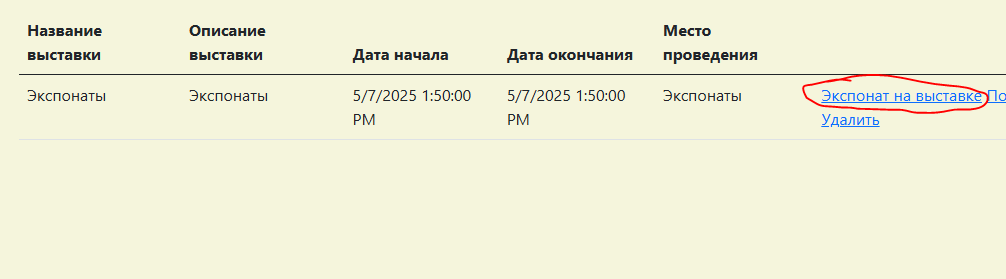 Название выставки
Описание выставки
Дата начала
Дата окончания
Место проведения
Экспонаты
Экспонаты
5/7/2025 1:50:00 PM
5/7/2025 1:50:00 PM
Экспонаты
Экспонат на выставке По
Удалить